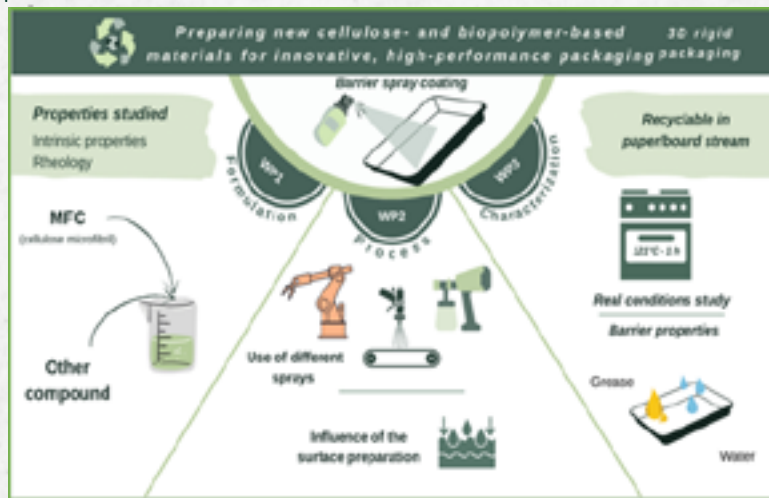 Preparing new cellulose- and biopolymer-based
materials for innovative, high-performance packaging
3D rigid
packaging
Barrier spray coating
Properties studied
Intrinsic properties
Rheology
Recyclable in
paperboard stream
WP1
Formulation
WP2
Process
WP3
Characterization
MFC
(cellulose microfibril)
Other
compound
Use of different
sprays
Influence of the
surface preparation
Real conditions study
Barrier properties
Grease
Water